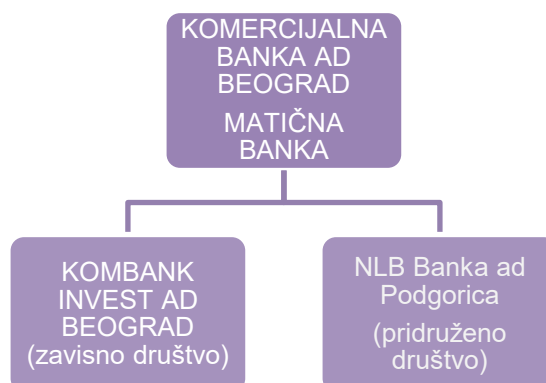 KOMERCIJALNA
BANKA AD
BEOGRAD
MATIČNA
BANKA
KOMBANK
INVEST AD
BEOGRAD
(zavisno društvo)
NLB Banka ad
Podgorica
(pridruženo
društvo)